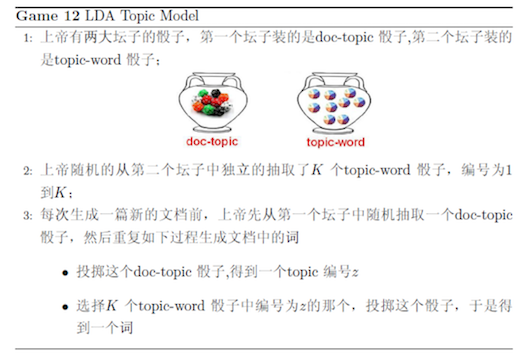 Game 12 LDA Topic Model
1: 上帝有两大坛子的骰子，第一个坛子装的是doc-topic 骰子,第二个坛子装的
是topic-word 骰子；
doc-topic topic-word
2: 上帝随机的从第二个坛子中独立的抽取了K 个topic-word 骰子，编号为1
到K；
3: 每次生成一篇新的文档前，上帝先从第一个坛子中随机抽取一个doc-topic
骰子，然后重复如下过程生成文档中的词
• 投掷这个doc-topic 骰子,得到一个topic 编号z
• 选择K 个topic-word 骰子中编号为z的那个，投掷这个骰子，于是得
到一个词